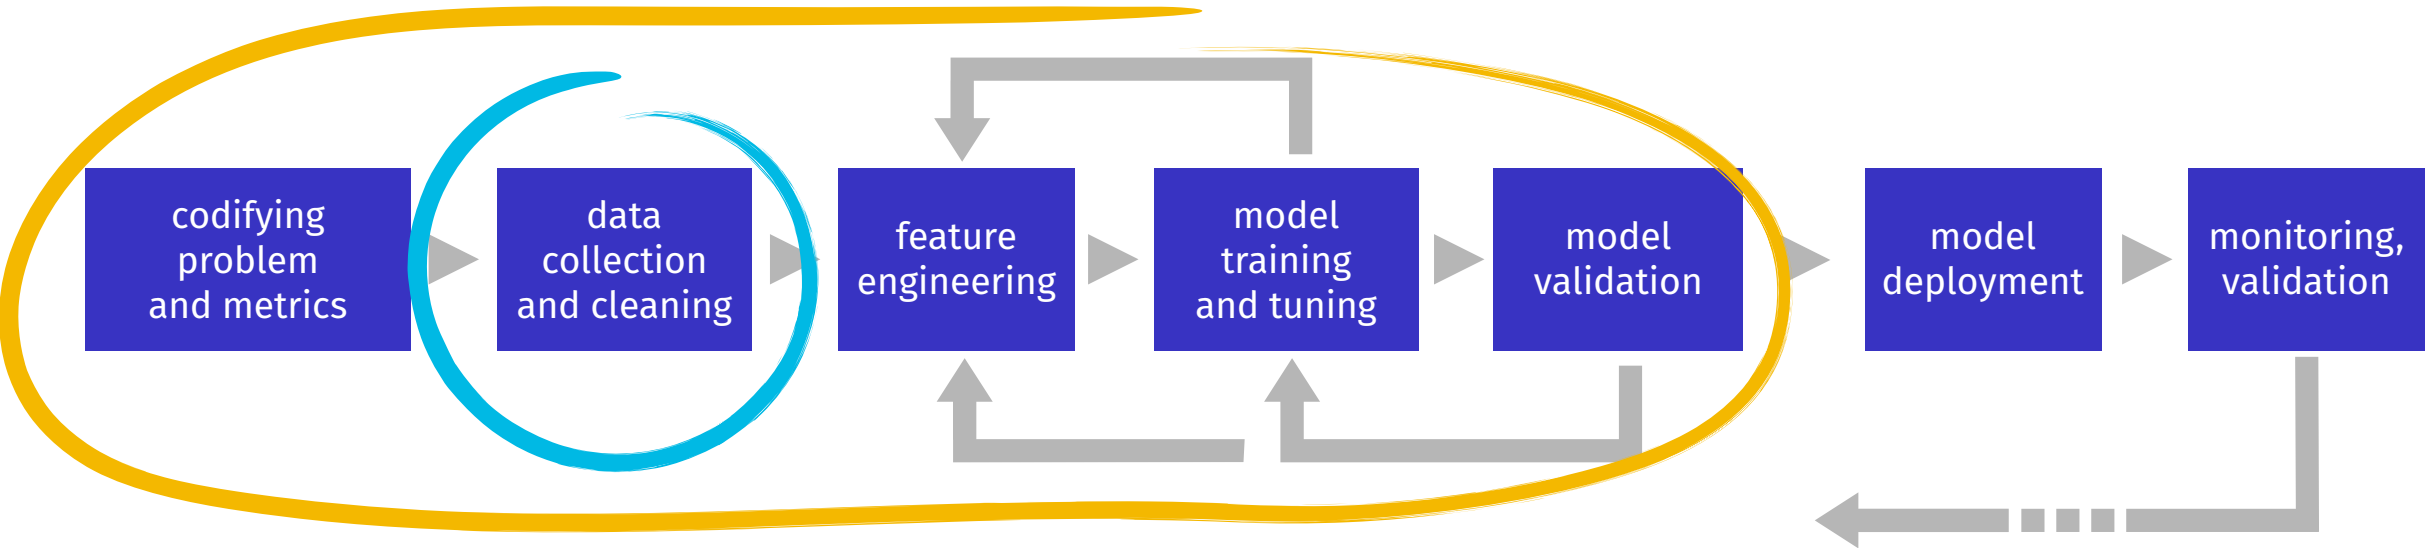 codifying
problem
and metrics
data
collection
and cleaning
feature
engineering
model
training
and tuning
model
validation
model
deployment
monitoring,
validation